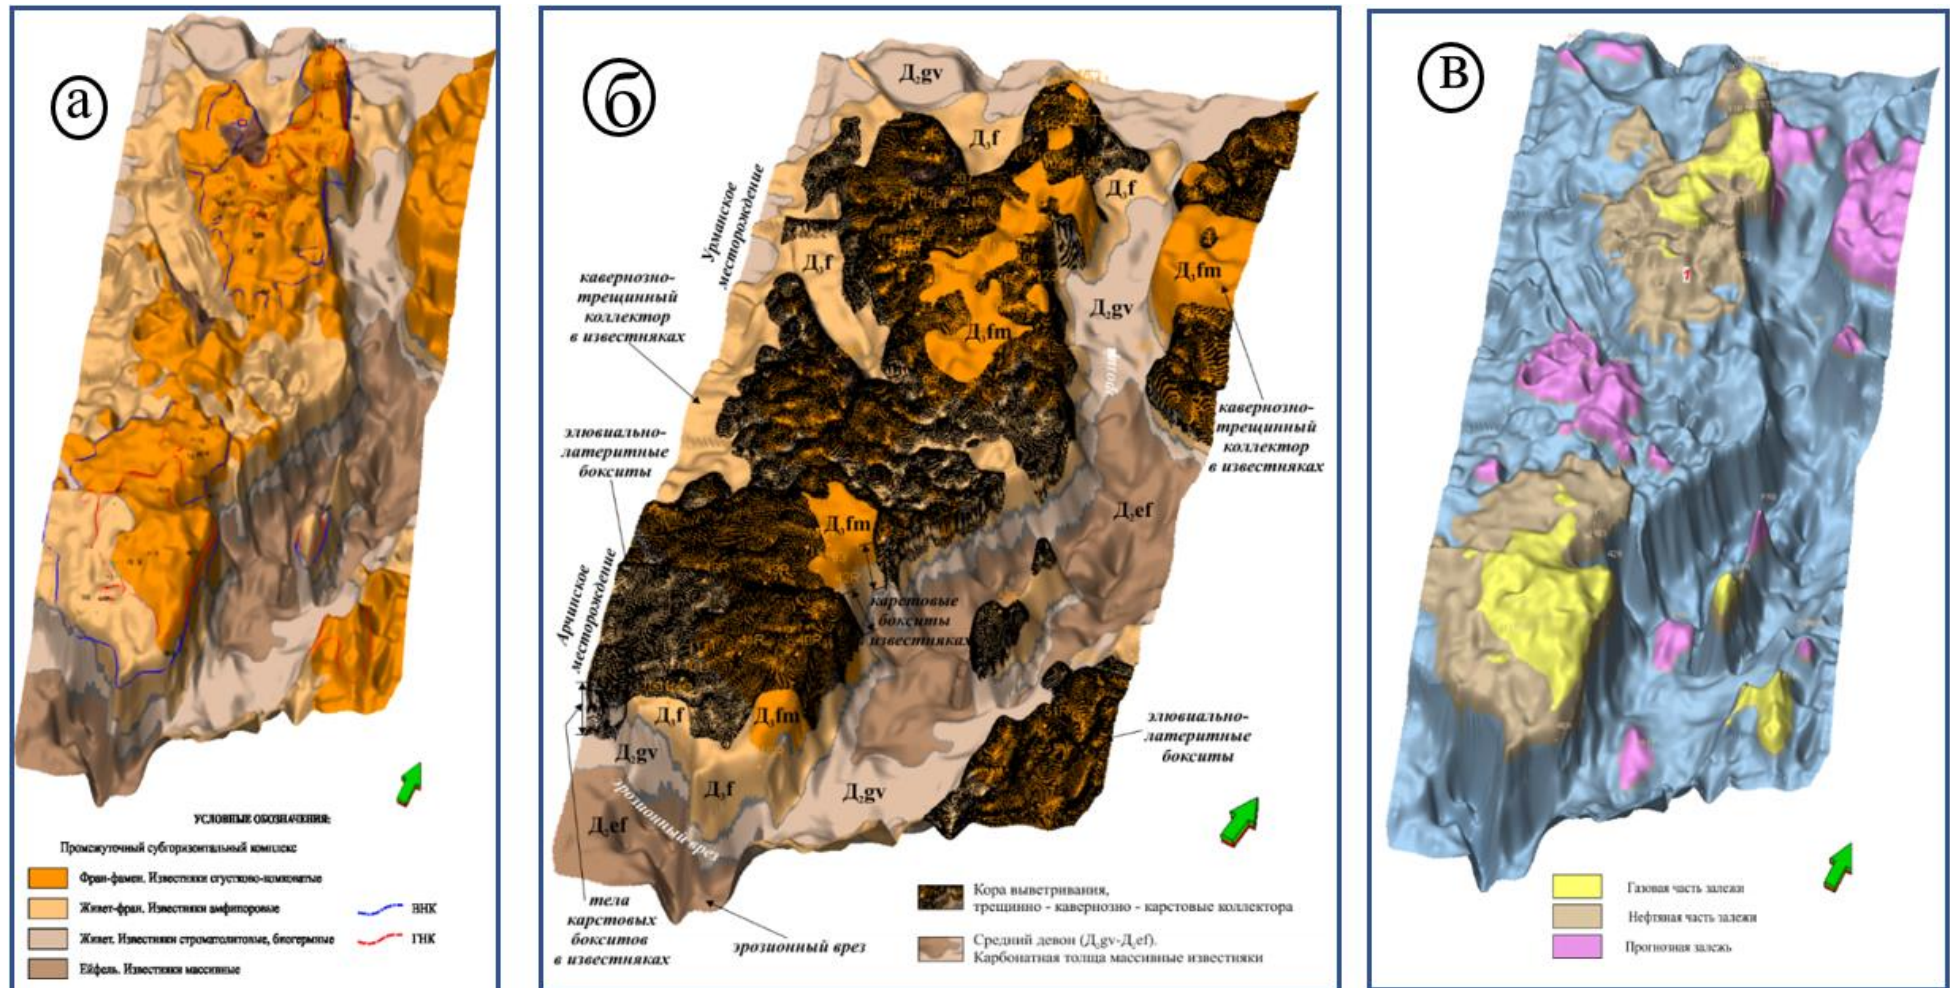 а
УСЛОВНЫЕ ОБОЗНАЧЕНИЯ:
Промежуточный субгоризонтальный комплекс
Фран-фамен. Известняки сгустково-комковатые
Живет-фран. Известняки амфипоровые
Живет. Известняки строматолитовые, биогермные
Ейфель. Известняки массивные
ВНК
ГНК
б
Д₂gv
Д₃f
Д₃f
Урманское
месторождение
Д₃f
Д₃fm
кавернозно-
трещинный
коллектор
в известняках
Д₂gv
Д₃fm
кавернозно-
трещинный
коллектор
в известняках
элювиально-
латеритные
бокситы
Д₃fm
Д₂ef
Арчинское
месторождение
карстовые
бокситы
известняках
Д₃f
Д₃fm
элювиально-
латеритные
бокситы
Д₂gv
Д₃f
Д₂gv
Д₂ef
эрозионный врез
тела
карстовых
бокситов
в известняках
эрозионный врез
Кора выветривания,
трещинно - кавернозно - карстовые коллектора
Средний девон (Д₂gv-Д₂ef).
Карбонатная толща массивные известняки
в
1
Газовая часть залежи
Нефтяная часть залежи
Прогнозная залежь